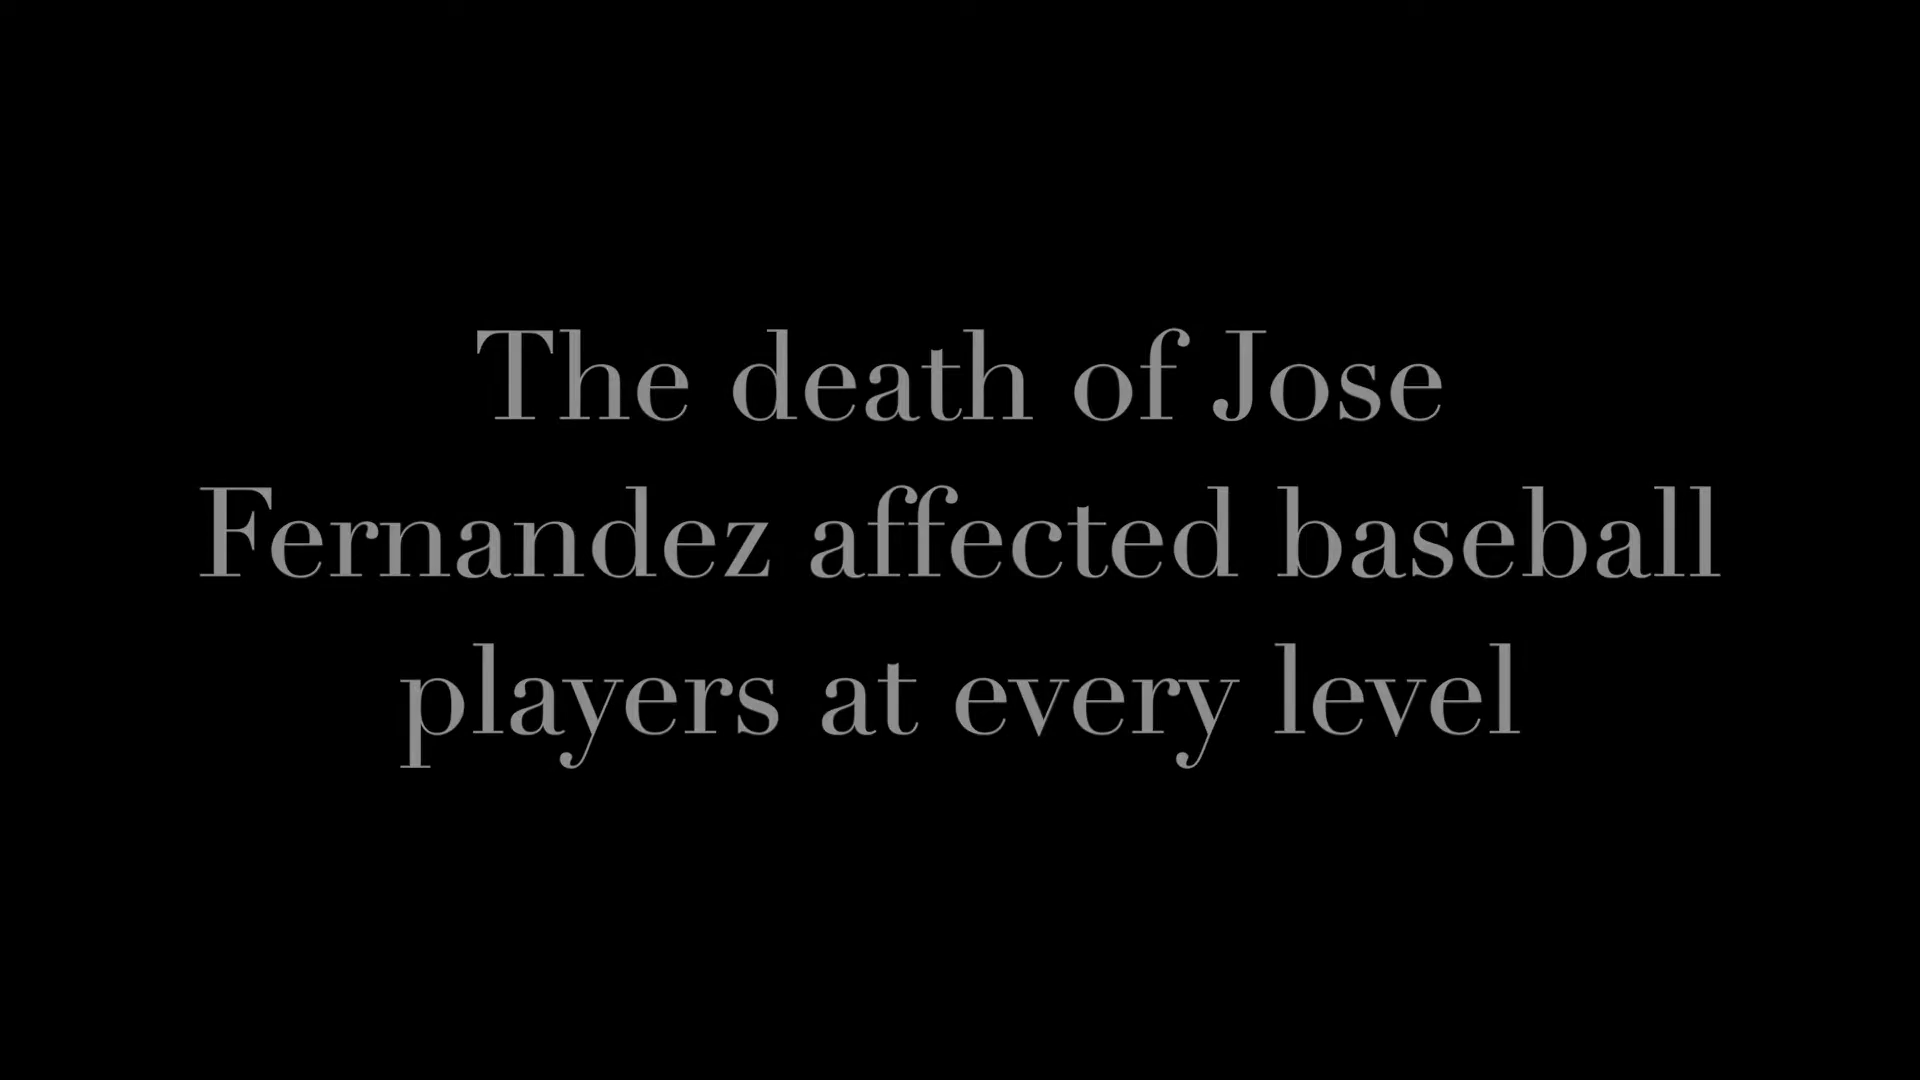 The death of Jose
Fernandez affected baseball
players at every level